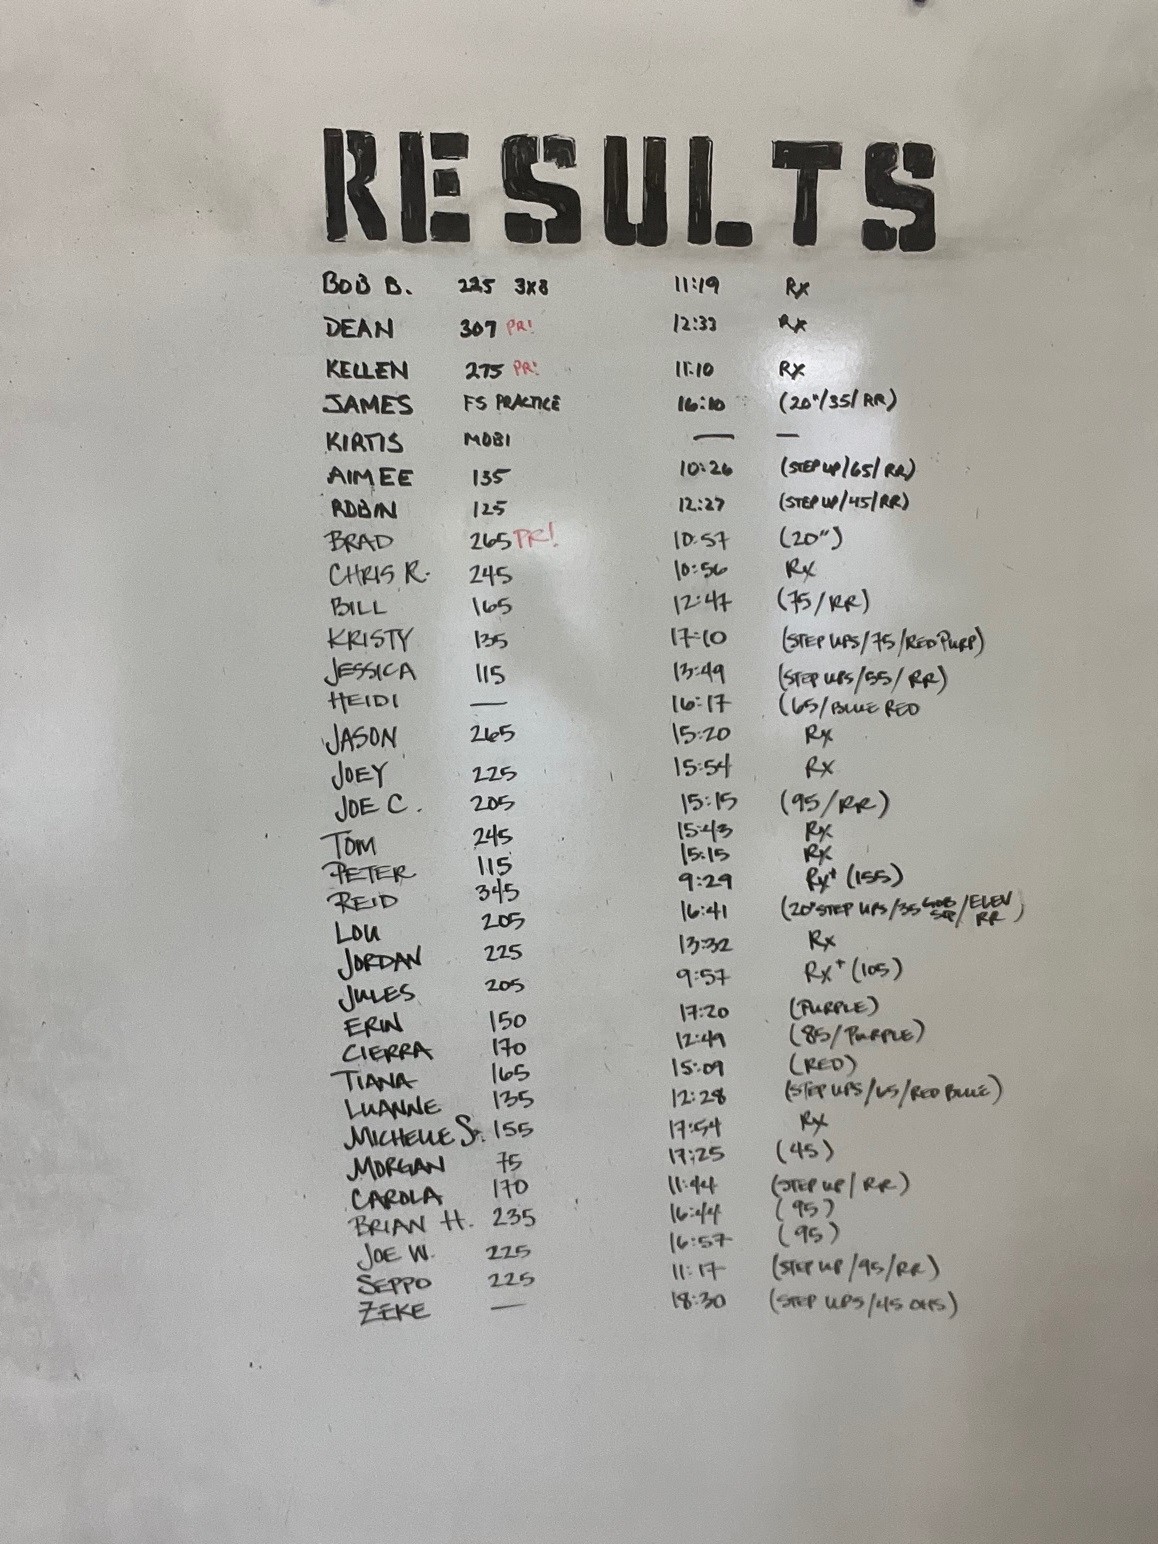 RESULTS
BOB B. 225 3x8 11:19 Rx
DEAN 307 PR! 12:33 Rx
KELLEN 275 PR! 11:10 Rx
JAMES FS PRACTICE 16:10 (20"/35/RR)
KIRTIS MOBI — —
AIMEE 135 10:26 (STEP UP/65/RR)
ROBIN 125 12:27 (STEP UP/45/RR)
BRAD 265 PR! 10:57 (20")
CHRIS R. 245 10:56 Rx
BILL 165 12:47 (75/RR)
KRISTY 135 17:10 (STEP UPS/75/RED PURP)
JESSICA 115 13:49 (STEP UPS/55/RR)
HEIDI — 16:17 (65/BLUE RED
JASON 265 15:20 Rx
JOEY 225 15:54 Rx
JOE C. 205 15:15 (95/RR)
TOM 245 15:43 Rx
PETER 115 15:15 Rx
REID 345 9:29 Rx+ (155)
LOU 205 16:41 (20" STEP UPS/35 /ELEV RR)
JORDAN 225 13:32 Rx
JULES 205 9:57 Rx+ (105)
ERIN 150 17:20 (PURPLE)
CIERRA 170 12:49 (85/PURPLE)
TIANA 165 15:09 (RED)
LUANNE 135 12:28 (STEP UPS/65/RED BLUE)
MICHELLE S. 155 17:54 Rx
MORGAN 75 17:25 (45)
CAROLA 170 11:44 (STEP UP/RR)
BRIAN H. 235 16:44 (95)
JOE W. 225 16:57 (95)
SEPPO 225 11:17 (STEP UP/95/RR)
ZEKE — 18:30 (STEP UPS/45 OHS)